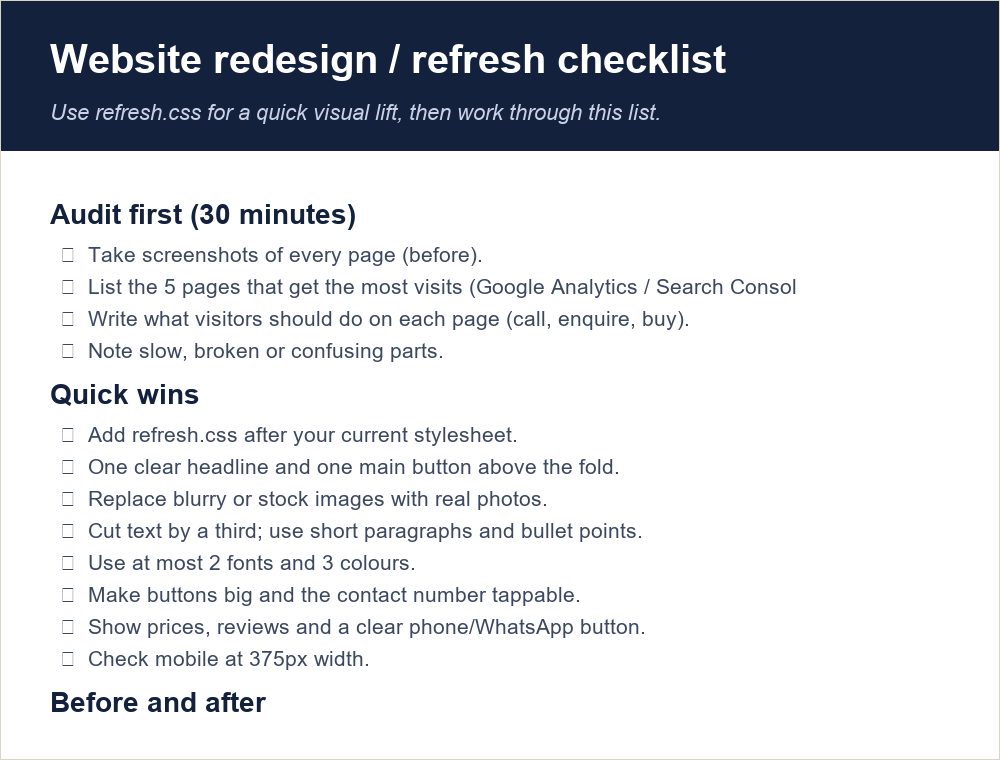 Website redesign / refresh checklist
Use refresh.css for a quick visual lift, then work through this list.
Audit first (30 minutes)
Take screenshots of every page (before).
List the 5 pages that get the most visits (Google Analytics / Search Consol
Write what visitors should do on each page (call, enquire, buy).
Note slow, broken or confusing parts.
Quick wins
Add refresh.css after your current stylesheet.
One clear headline and one main button above the fold.
Replace blurry or stock images with real photos.
Cut text by a third; use short paragraphs and bullet points.
Use at most 2 fonts and 3 colours.
Make buttons big and the contact number tappable.
Show prices, reviews and a clear phone/WhatsApp button.
Check mobile at 375px width.
Before and after